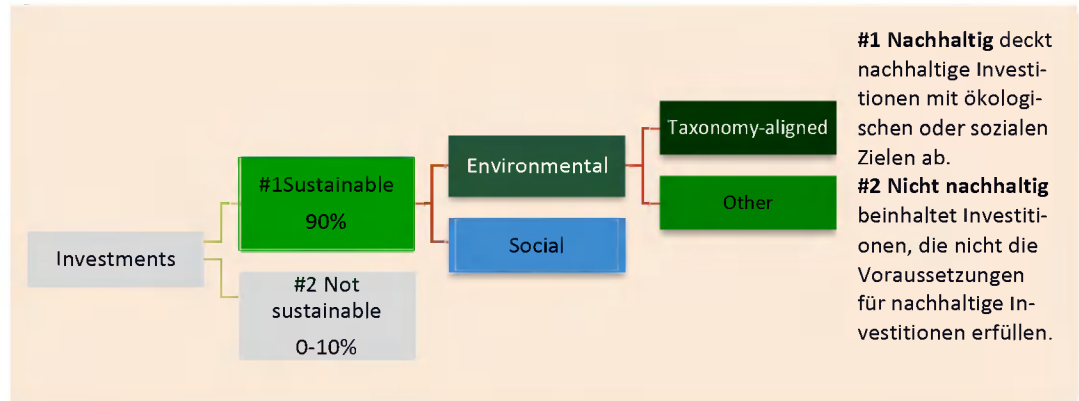 Investments
#1Sustainable
90%
#2 Not
sustainable
0-10%
Environmental
Social
Taxonomy-aligned
Other
#1 Nachhaltig deckt
nachhaltige Investi-
tionen mit ökologi-
schen oder sozialen
Zielen ab.
#2 Nicht nachhaltig
beinhaltet Investiti-
onen, die nicht die
Voraussetzungen
für nachhaltige In-
vestitionen erfüllen.